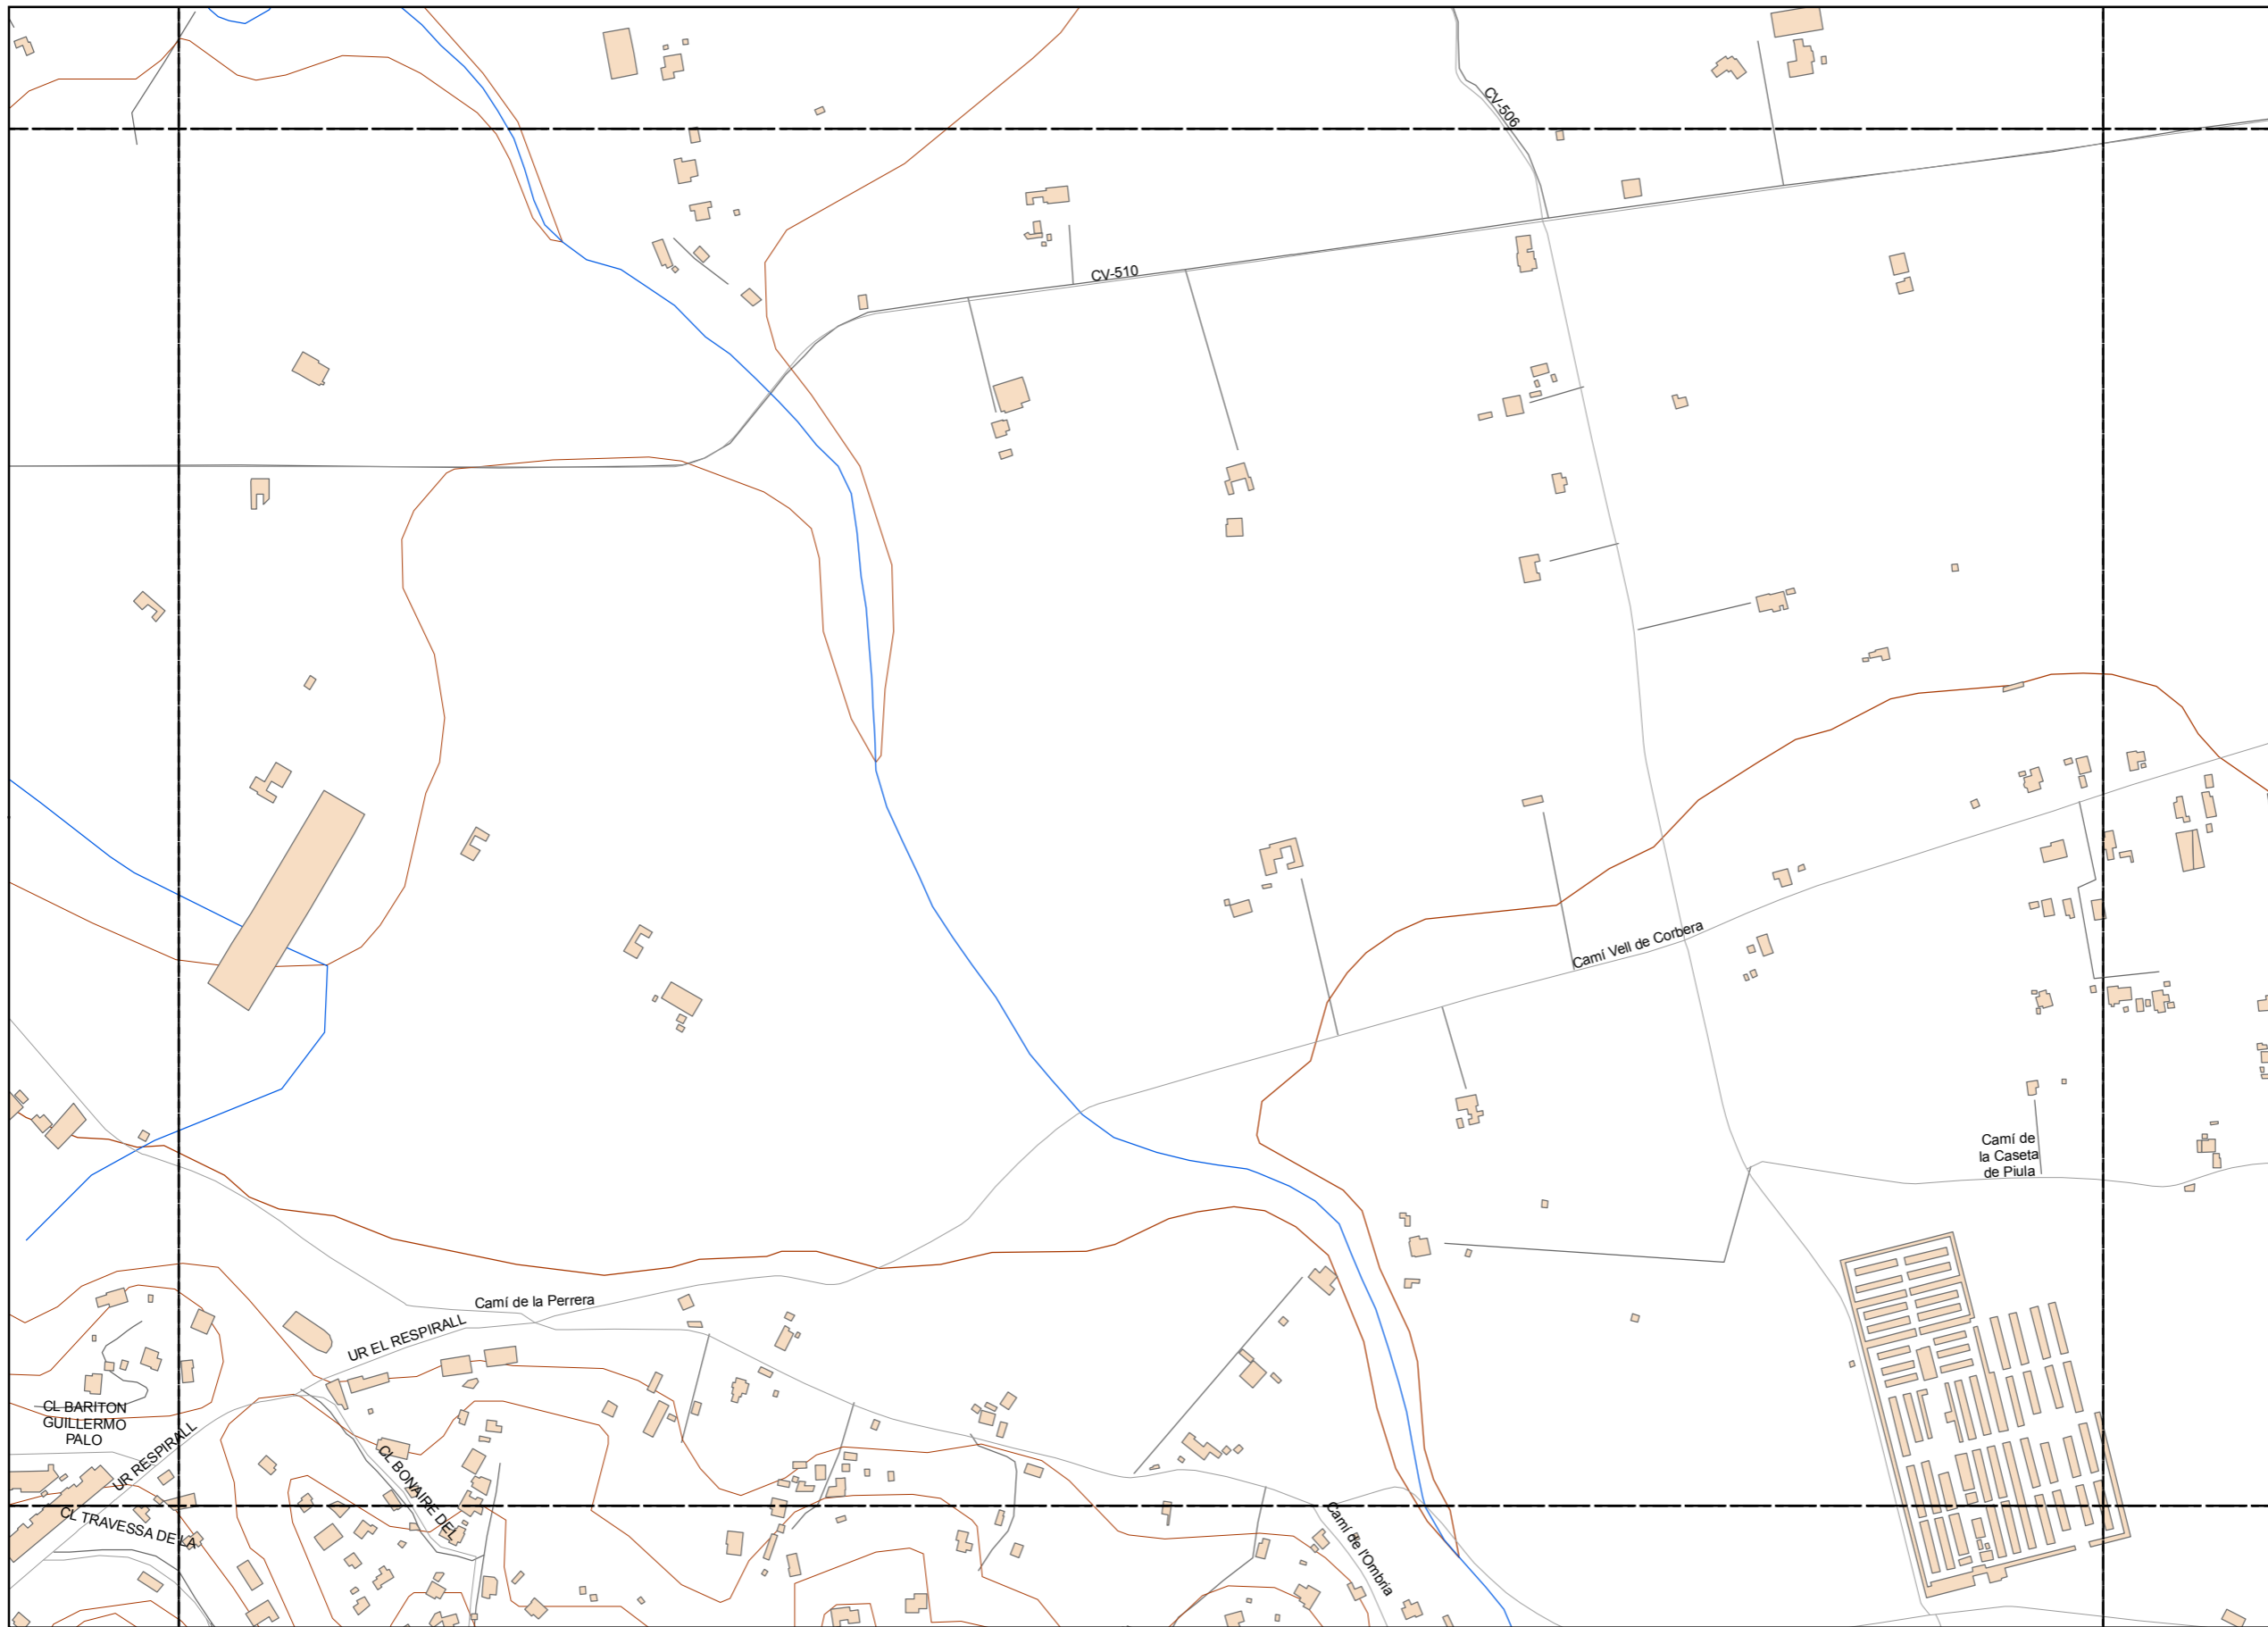 CV-506
CV-510
Camí Vell de Corbera
Camí de
la Caseta
de Piula
Camí de la Perrera
UR EL RESPIRALL
CL BARITON
GUILLERMO
PALO
UR RESPIRALL
CL BONAIRE DEL
CL TRAVESSA DE LA
Camí de l'Ombria